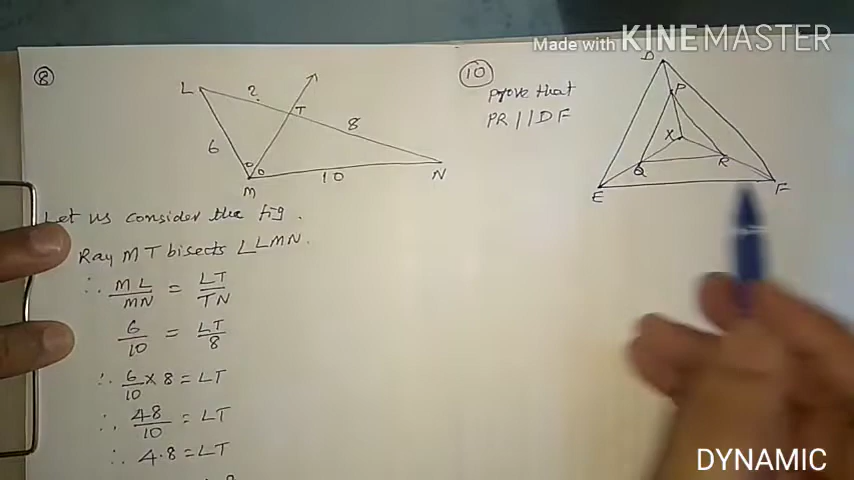 Made with KINEMASTER
8
L
?
T
8
6
M
10
N
Let us consider the fig.
Ray MT bisects ∠LMN.
∴ ML/MN = LT/TN
6/10 = LT/8
∴ 6/10 × 8 = LT
∴ 48/10 = LT
∴ 4.8 = LT
10
Prove that
PR//DF
D
P
X
Q
R
E
F
DYNAMIC